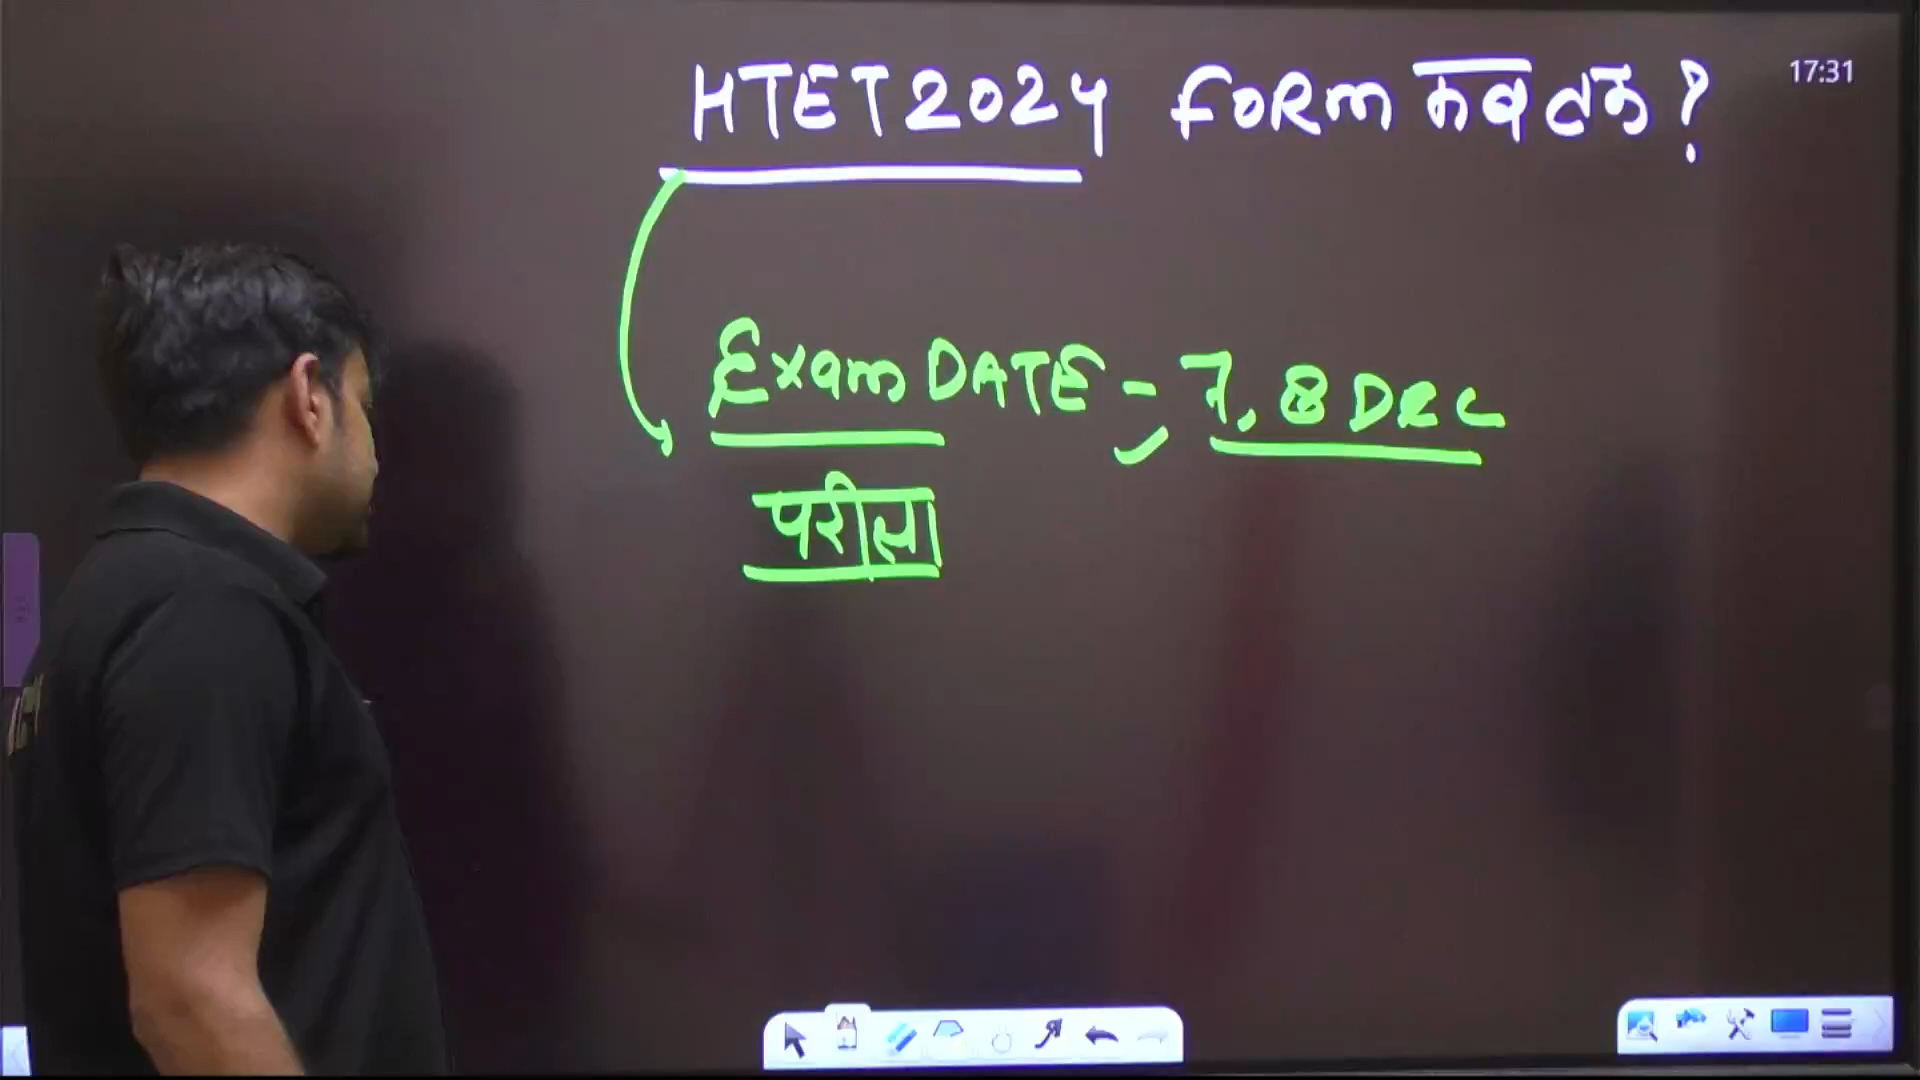 HTET 2024 FORM कब तक ?
17:31
Exam DATE - 7, 8 DEC
परीक्षा